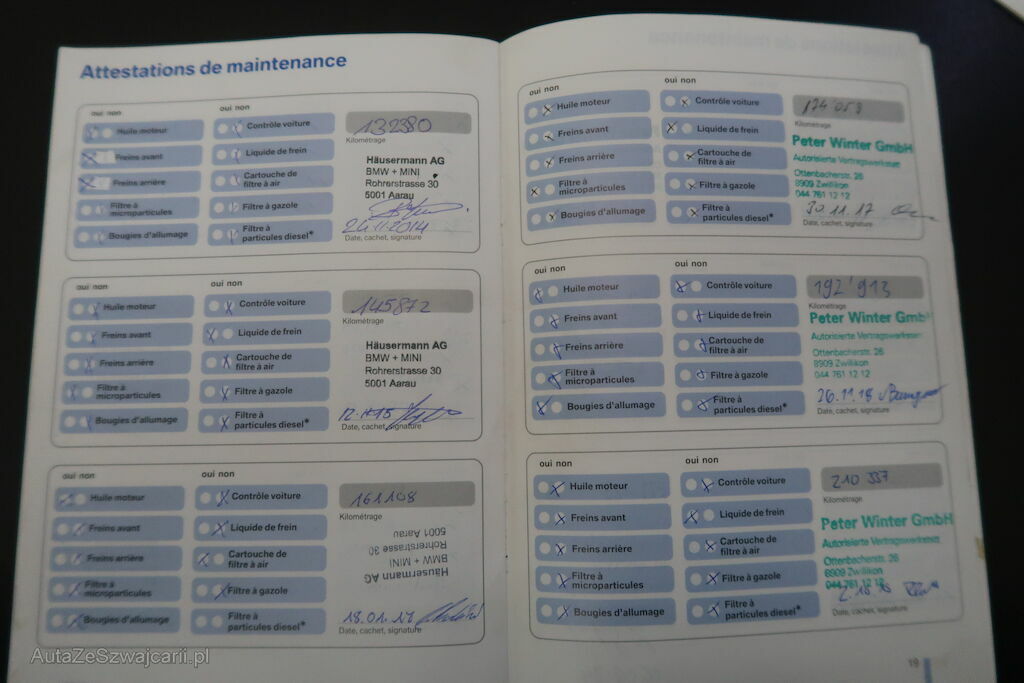 Attestations de maintenance
oui non
oui non
Huile moteur
Contrôle voiture
132380
Kilométrage
Freins avant
Liquide de frein
Häusermann AG
BMW + MINI
Rohrerstrasse 30
5001 Aarau
Freins arrière
Cartouche de
filtre à air
Filtre à
microparticules
Filtre à gazole
Bougies d'allumage
Filtre à
particules diesel*
24.11.2014
Date, cachet, signature
oui non
oui non
Huile moteur
Contrôle voiture
145872
Kilométrage
Freins avant
Liquide de frein
Häusermann AG
BMW + MINI
Rohrerstrasse 30
5001 Aarau
Freins arrière
Cartouche de
filtre à air
Filtre à
microparticules
Filtre à gazole
Bougies d'allumage
Filtre à
particules diesel*
Date, cachet, signature
oui non
oui non
Huile moteur
Contrôle voiture
161108
Kilométrage
Freins avant
Liquide de frein
Häusermann AG
BMW + MINI
Rohrerstrasse 30
5001 Aarau
Freins arrière
Cartouche de
filtre à air
Filtre à
microparticules
Filtre à gazole
Bougies d'allumage
Filtre à
particules diesel*
18.01.17
Date, cachet, signature
oui non
oui non
Huile moteur
Contrôle voiture
174'053
Kilométrage
Freins avant
Liquide de frein
Peter Winter GmbH
Autorisierte Vertragswerkstatt
Ottenbacherstr. 26
8909 Zwillikon
044 761 12 12
Freins arrière
Cartouche de
filtre à air
Filtre à
microparticules
Filtre à gazole
Bougies d'allumage
Filtre à
particules diesel*
30.11.17
Date, cachet, signature
oui non
oui non
Huile moteur
Contrôle voiture
192'913
Kilométrage
Freins avant
Liquide de frein
Peter Winter GmbH
Autorisierte Vertragswerkstatt
Ottenbacherstr. 26
8909 Zwillikon
044 761 12 12
Freins arrière
Cartouche de
filtre à air
Filtre à
microparticules
Filtre à gazole
Bougies d'allumage
Filtre à
particules diesel*
26.11.18
Date, cachet, signature
oui non
oui non
Huile moteur
Contrôle voiture
210 337
Kilométrage
Freins avant
Liquide de frein
Peter Winter GmbH
Autorisierte Vertragswerkstatt
Ottenbacherstr. 26
8909 Zwillikon
044 761 12 12
Freins arrière
Cartouche de
filtre à air
Filtre à
microparticules
Filtre à gazole
Bougies d'allumage
Filtre à
particules diesel*
Date, cachet, signature
19
AutaZeSzwajcarii.pl